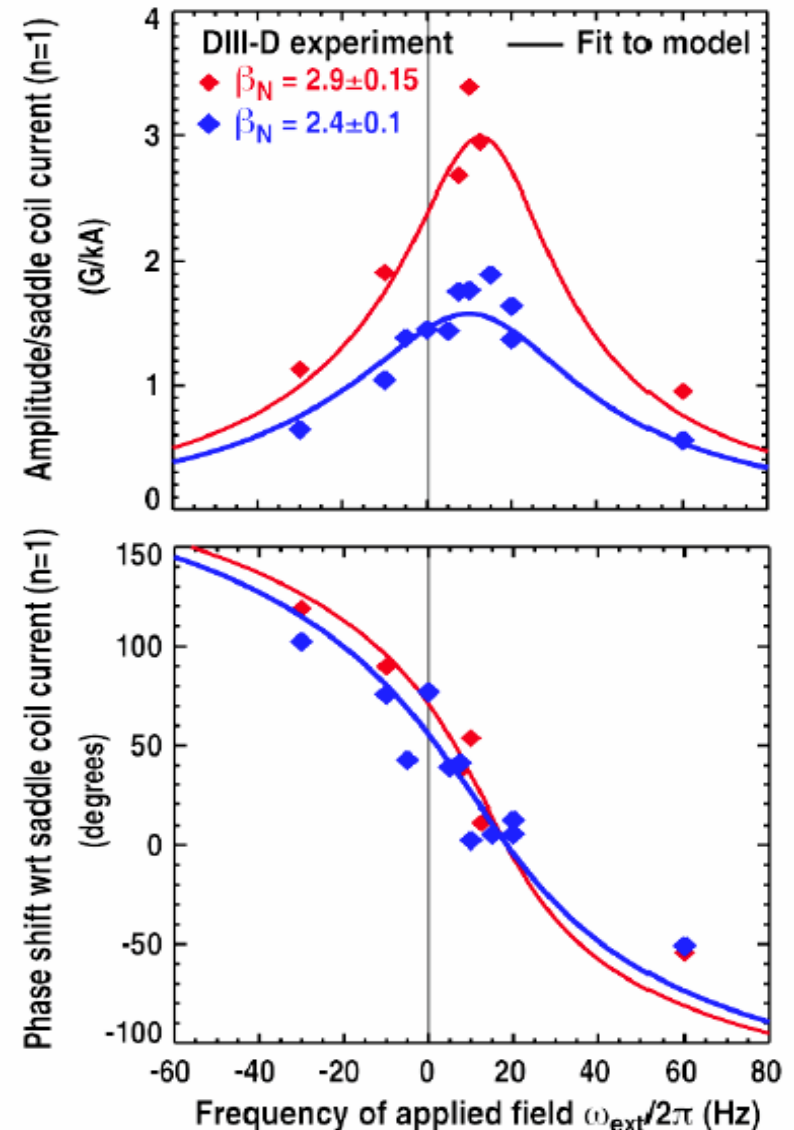 Amplitude/saddle coil current (n=1)
(G/kA)
4
3
2
1
0
DIII-D experiment
— Fit to model
βN = 2.9±0.15
βN = 2.4±0.1
Phase shift wrt saddle coil current (n=1)
(degrees)
150
100
50
0
-50
-100
-60 -40 -20 0 20 40 60 80
Frequency of applied field ωext/2π (Hz)